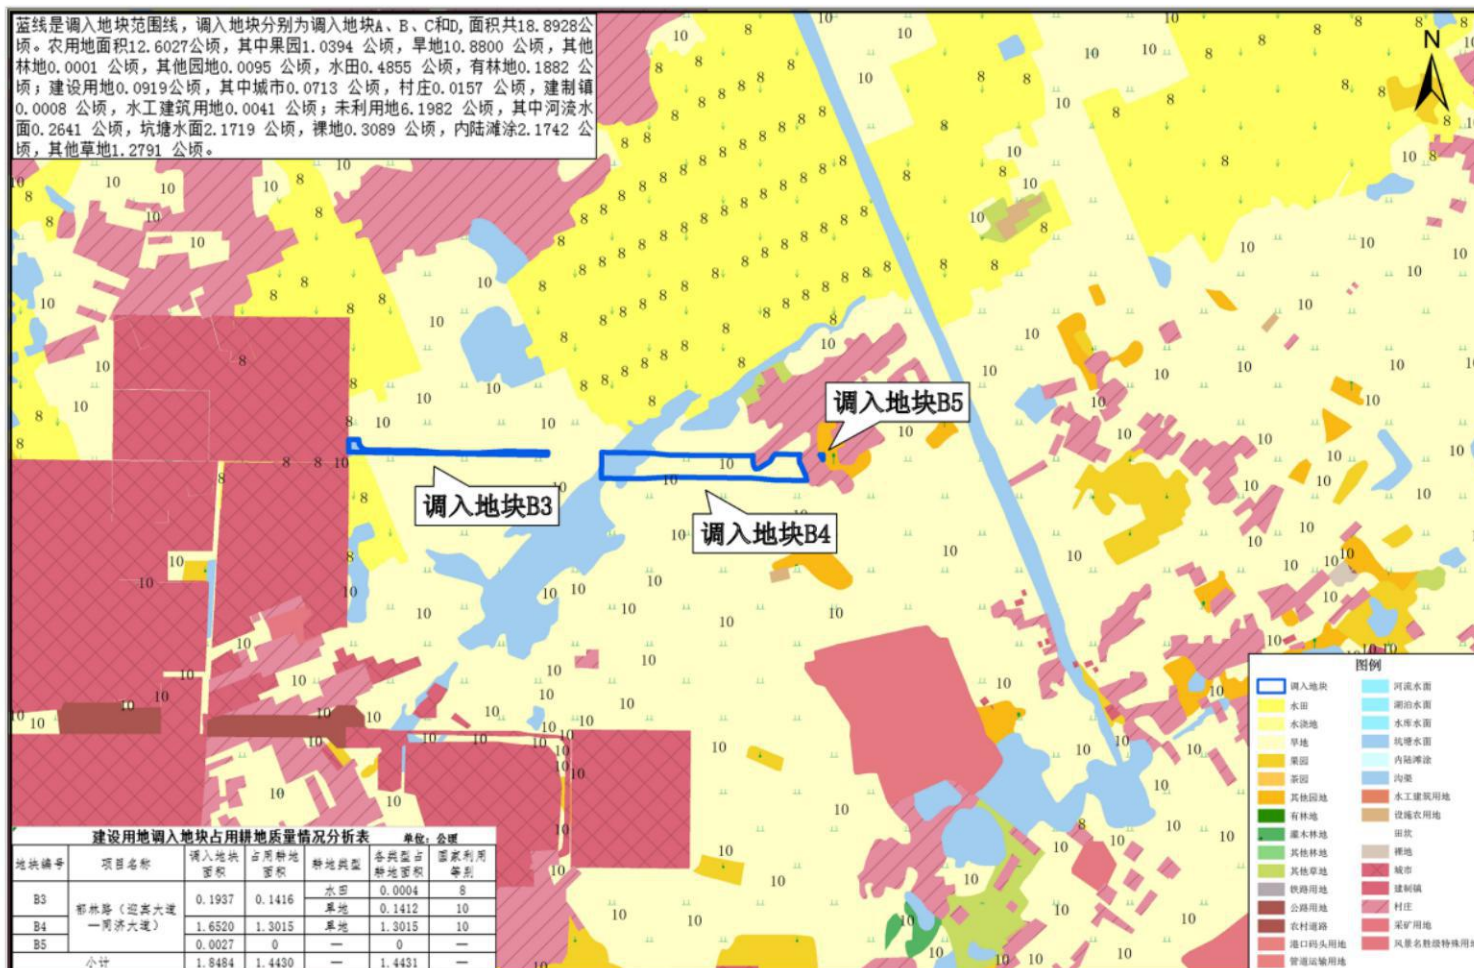 蓝线是调入地块范围线，调入地块分别为调入地块A、B、C和D,面积共18.8928公
顷。农用地面积12.6027公顷，其中果园1.0394 公顷，旱地10.8800 公顷，其他
林地0.0001 公顷，其他园地0.0095 公顷，水田0.4855 公顷，有林地0.1882 公
顷；建设用地0.0919公顷，其中城市0.0713 公顷，村庄0.0157 公顷，建制镇
0.0008 公顷，水工建筑用地0.0041 公顷；未利用地6.1982 公顷，其中河流水
面0.2641 公顷，坑塘水面2.1719 公顷，裸地0.3089 公顷，内陆滩涂2.1742 公
顷，其他草地1.2791 公顷。
N
调入地块B5
调入地块B3
调入地块B4
图例
调入地块 河流水面
水田 湖泊水面
水浇地 水库水面
旱地 坑塘水面
果园 内陆滩涂
茶园 沟渠
其他园地 水工建筑用地
有林地 设施农用地
灌木林地 田坎
其他林地 裸地
其他草地 城市
铁路用地 建制镇
公路用地 村庄
农村道路 采矿用地
港口码头用地 风景名胜级特殊用地
管道运输用地
建设用地调入地块占用耕地质量情况分析表 单位：公顷
地块编号 项目名称 调入地块面积 占用耕地面积 耕地类型 各类型占耕地面积 国家利用等别
B3 郁林路（迎宾大道—同济大道） 0.1937 0.1416 水田 0.0004 8
旱地 0.1412 10
B4 1.6520 1.3015 旱地 1.3015 10
B5 0.0027 0 — 0 —
小计 1.8484 1.4430 — 1.4431 —